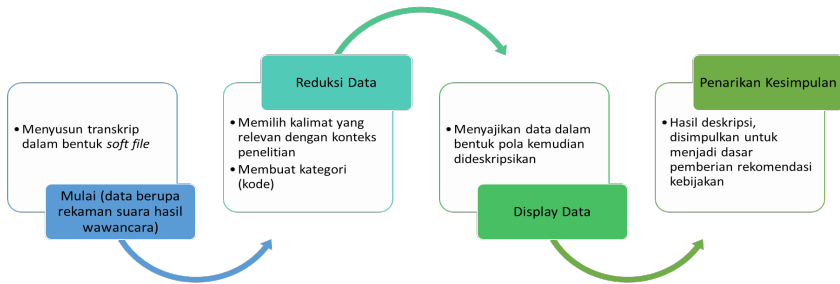 • Menyusun transkrip
dalam bentuk soft file
Mulai (data berupa
rekaman suara hasil
wawancara)
Reduksi Data
• Memilih kalimat yang
relevan dengan konteks
penelitian
• Membuat kategori
(kode)
• Menyajikan data dalam
bentuk pola kemudian
dideskripsikan
Display Data
Penarikan Kesimpulan
• Hasil deskripsi,
disimpulkan untuk
menjadi dasar
pemberian rekomendasi
kebijakan